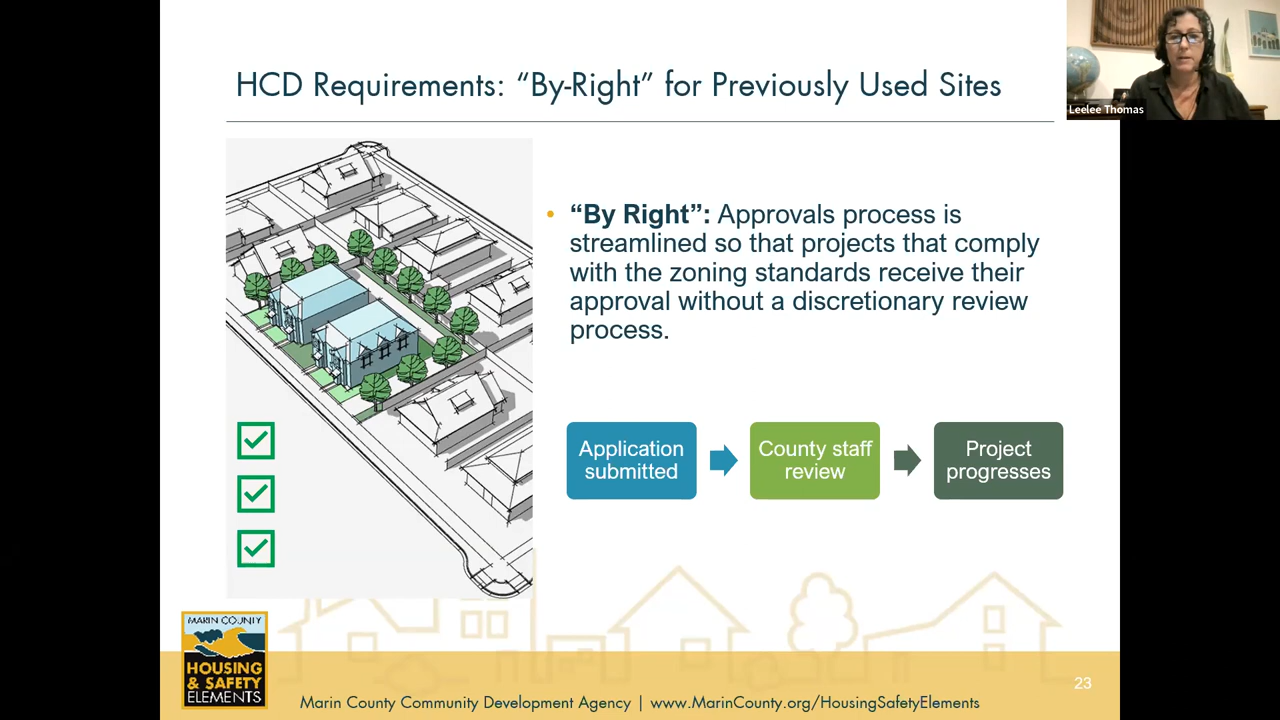 HCD Requirements: “By-Right” for Previously Used Sites
Leelee Thomas
• “By Right”: Approvals process is
streamlined so that projects that comply
with the zoning standards receive their
approval without a discretionary review
process.
Application
submitted
County staff
review
Project
progresses
MARIN COUNTY
HOUSING
& SAFETY
ELEMENTS
23
Marin County Community Development Agency | www.MarinCounty.org/HousingSafetyElements